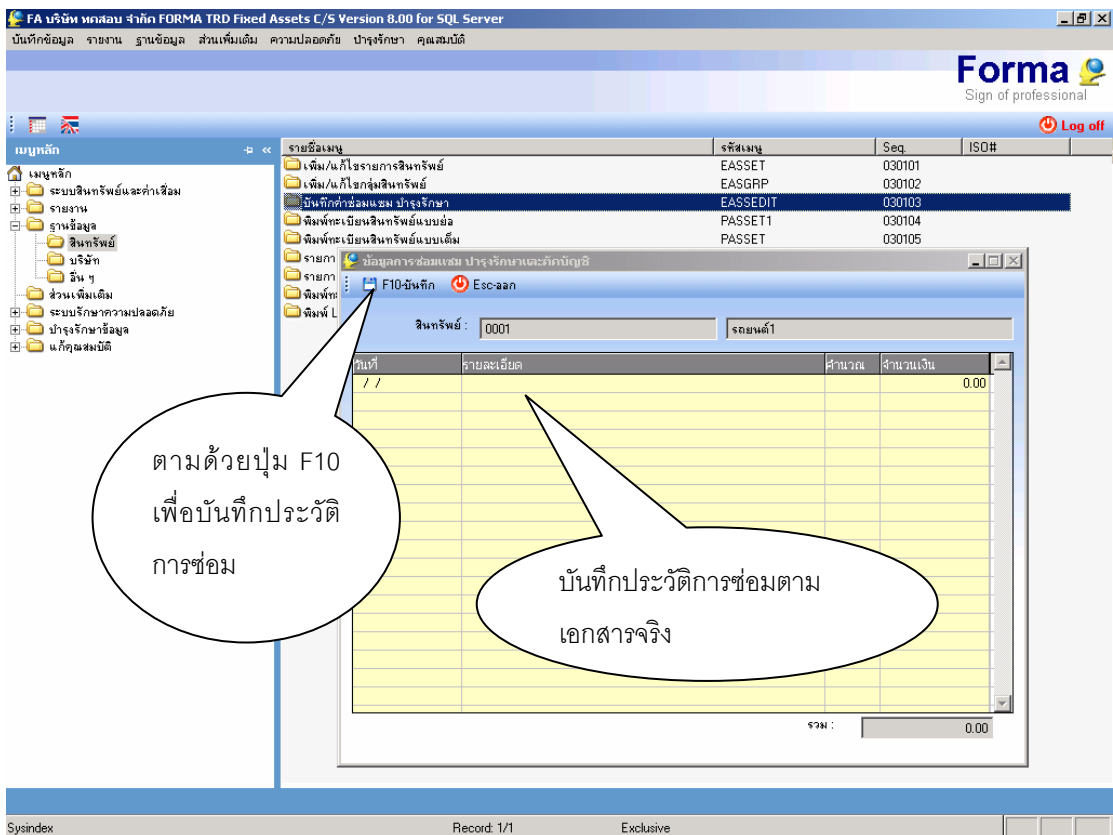 FA บริษัท ทดสอบ จำกัด FORMA TRD Fixed Assets C/S Version 8.00 for SQL Server
บันทึกข้อมูล รายงาน ฐานข้อมูล ส่วนเพิ่มเติม ความปลอดภัย บำรุงรักษา คุณสมบัติ
Forma
Sign of professional
Log off
เมนูหลัก
รายชื่อเมนู รหัสเมนู Seq. ISO#
เมนูหลัก
ระบบสินทรัพย์และค่าเสื่อม
รายงาน
ฐานข้อมูล
สินทรัพย์
บริษัท
อื่น ๆ
ส่วนเพิ่มเติม
ระบบรักษาความปลอดภัย
บำรุงรักษาข้อมูล
แก้คุณสมบัติ
เพิ่ม/แก้ไขรายการสินทรัพย์ EASSET 030101
เพิ่ม/แก้ไขกลุ่มสินทรัพย์ EASGRP 030102
บันทึกค่าซ่อมแซม บำรุงรักษา EASSEDIT 030103
พิมพ์ทะเบียนสินทรัพย์แบบย่อ PASSET1 030104
พิมพ์ทะเบียนสินทรัพย์แบบเต็ม PASSET 030105
รายกา
รายกา
พิมพ์ทะ
พิมพ์ L
ข้อมูลการซ่อมแซม บำรุงรักษาและภักบัญชิ
F10-บันทึก Esc-ออก
สินทรัพย์ : 0001 รถยนต์1
วันที่ รายละเอียด คำนวณ จำนวนเงิน
/ / 0.00
ตามด้วยปุ่ม F10
เพื่อบันทึกประวัติ
การซ่อม
บันทึกประวัติการซ่อมตาม
เอกสารจริง
รวม : 0.00
Sysindex Record: 1/1 Exclusive